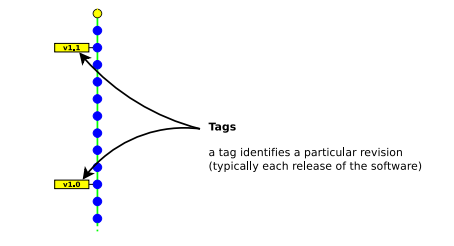 v1.1
Tags
a tag identifies a particular revision
(typically each release of the software)
v1.0